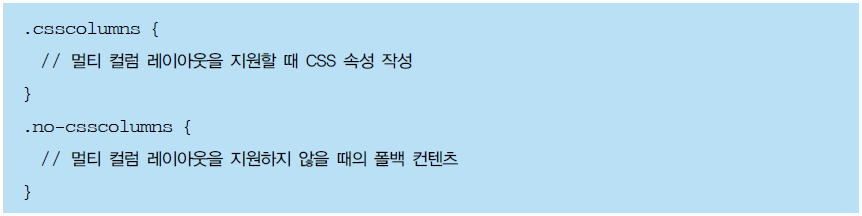 .csscolumns {
// 멀티 컬럼 레이아웃을 지원할 때 CSS 속성 작성
}
.no-csscolumns {
// 멀티 컬럼 레이아웃을 지원하지 않을 때의 폴백 컨텐츠
}